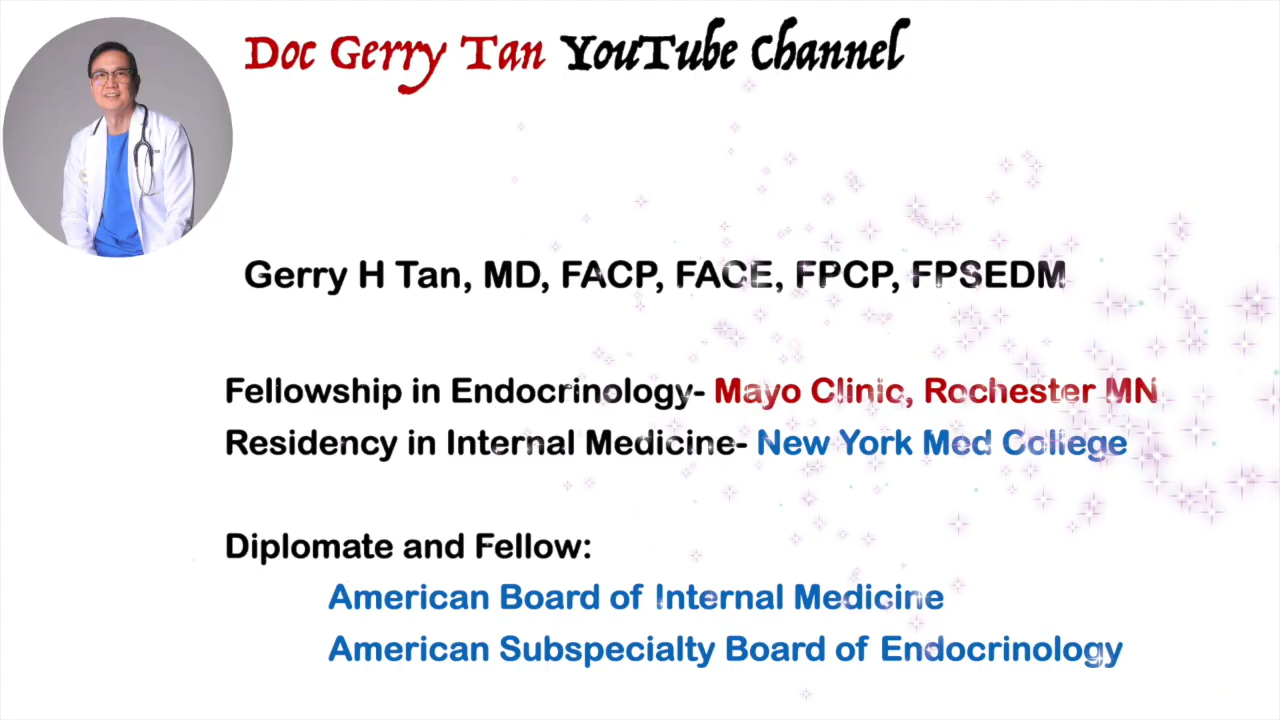 Doc Gerry Tan YouTube Channel
Gerry H Tan, MD, FACP, FACE, FPCP, FPSEDM
Fellowship in Endocrinology- Mayo Clinic, Rochester MN
Residency in Internal Medicine- New York Med College
Diplomate and Fellow:
American Board of Internal Medicine
American Subspecialty Board of Endocrinology